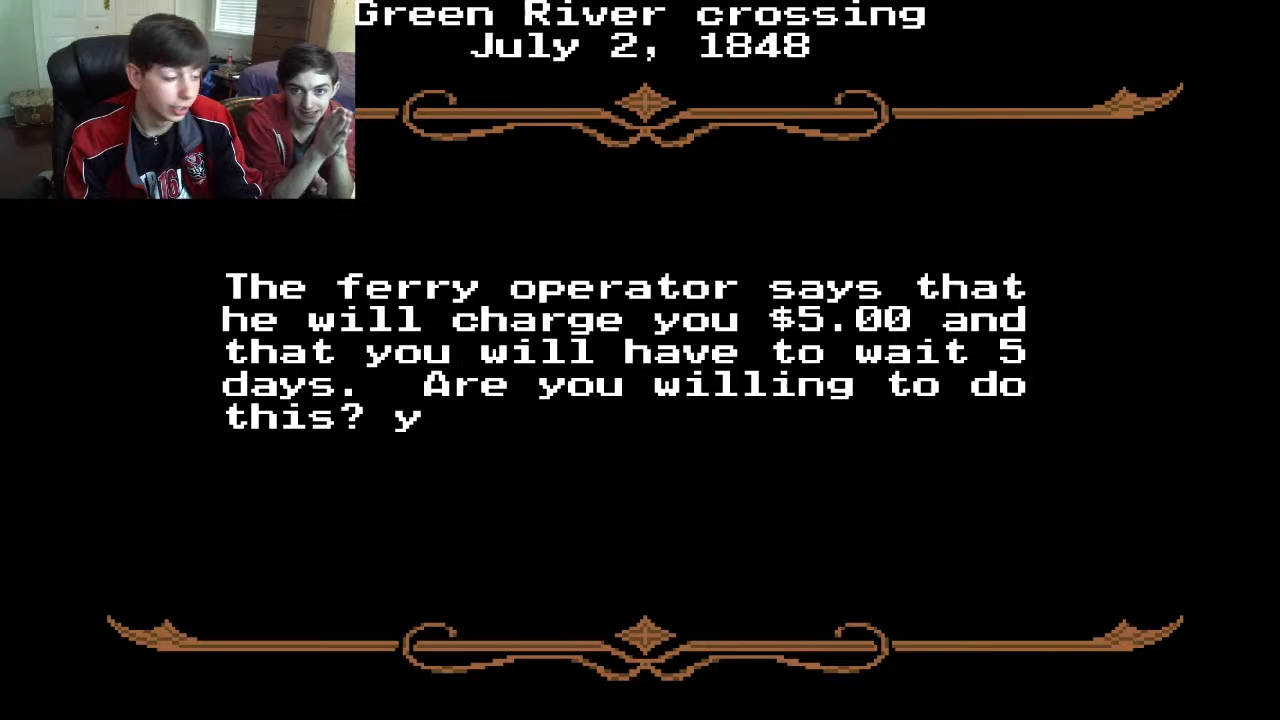 Green River crossing
July 2, 1848
The ferry operator says that
he will charge you $5.00 and
that you will have to wait 5
days. Are you willing to do
this? y
16